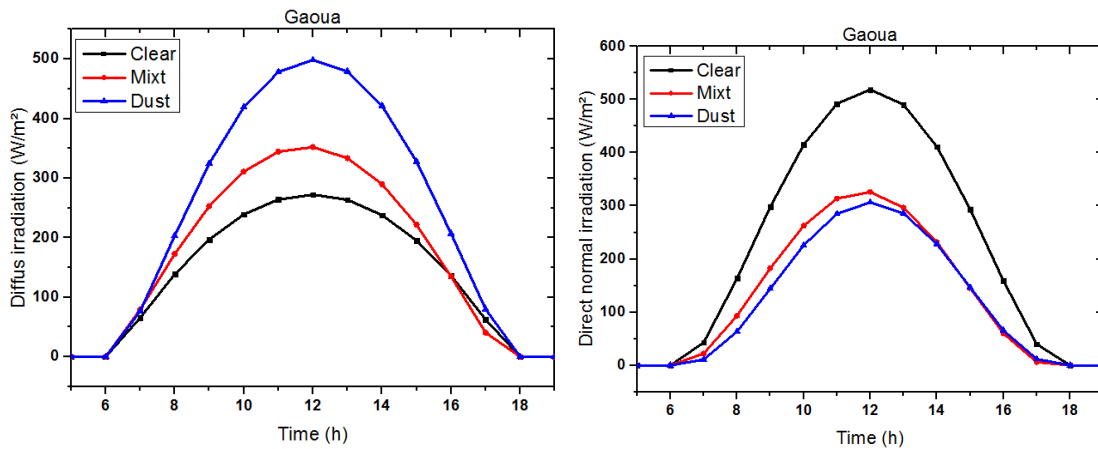 Gaoua
Clear
Mixt
Dust
Diffus irradiation (W/m²)
500
400
300
200
100
0
6 8 10 12 14 16 18
Time (h)
Gaoua
Clear
Mixt
Dust
Direct normal irradiation (W/m²)
600
500
400
300
200
100
0
6 8 10 12 14 16 18
Time (h)